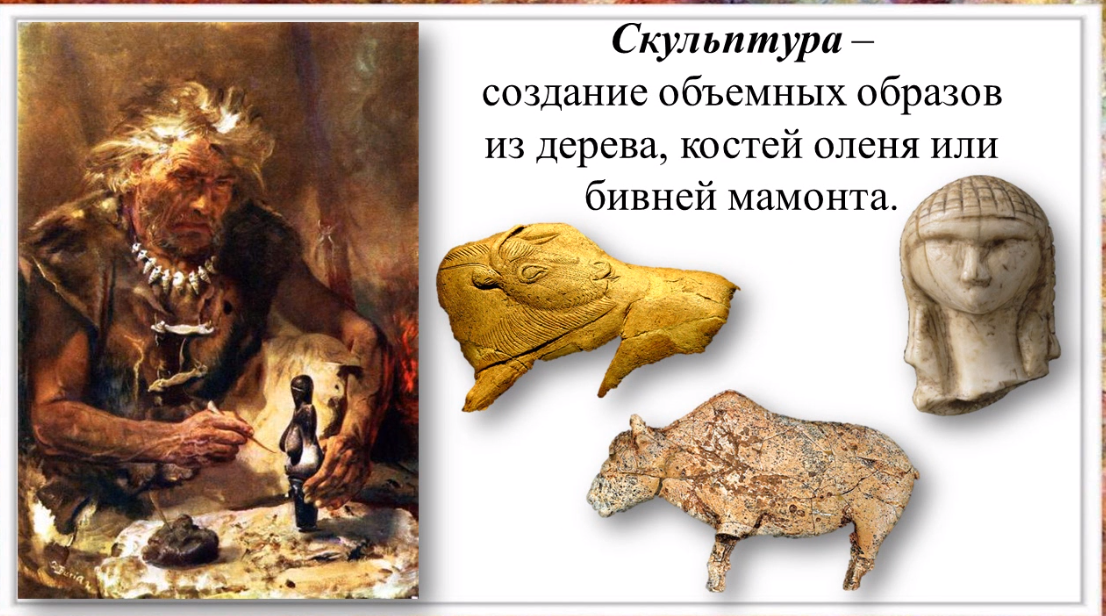 Скульптура –
создание объемных образов
из дерева, костей оленя или
бивней мамонта.